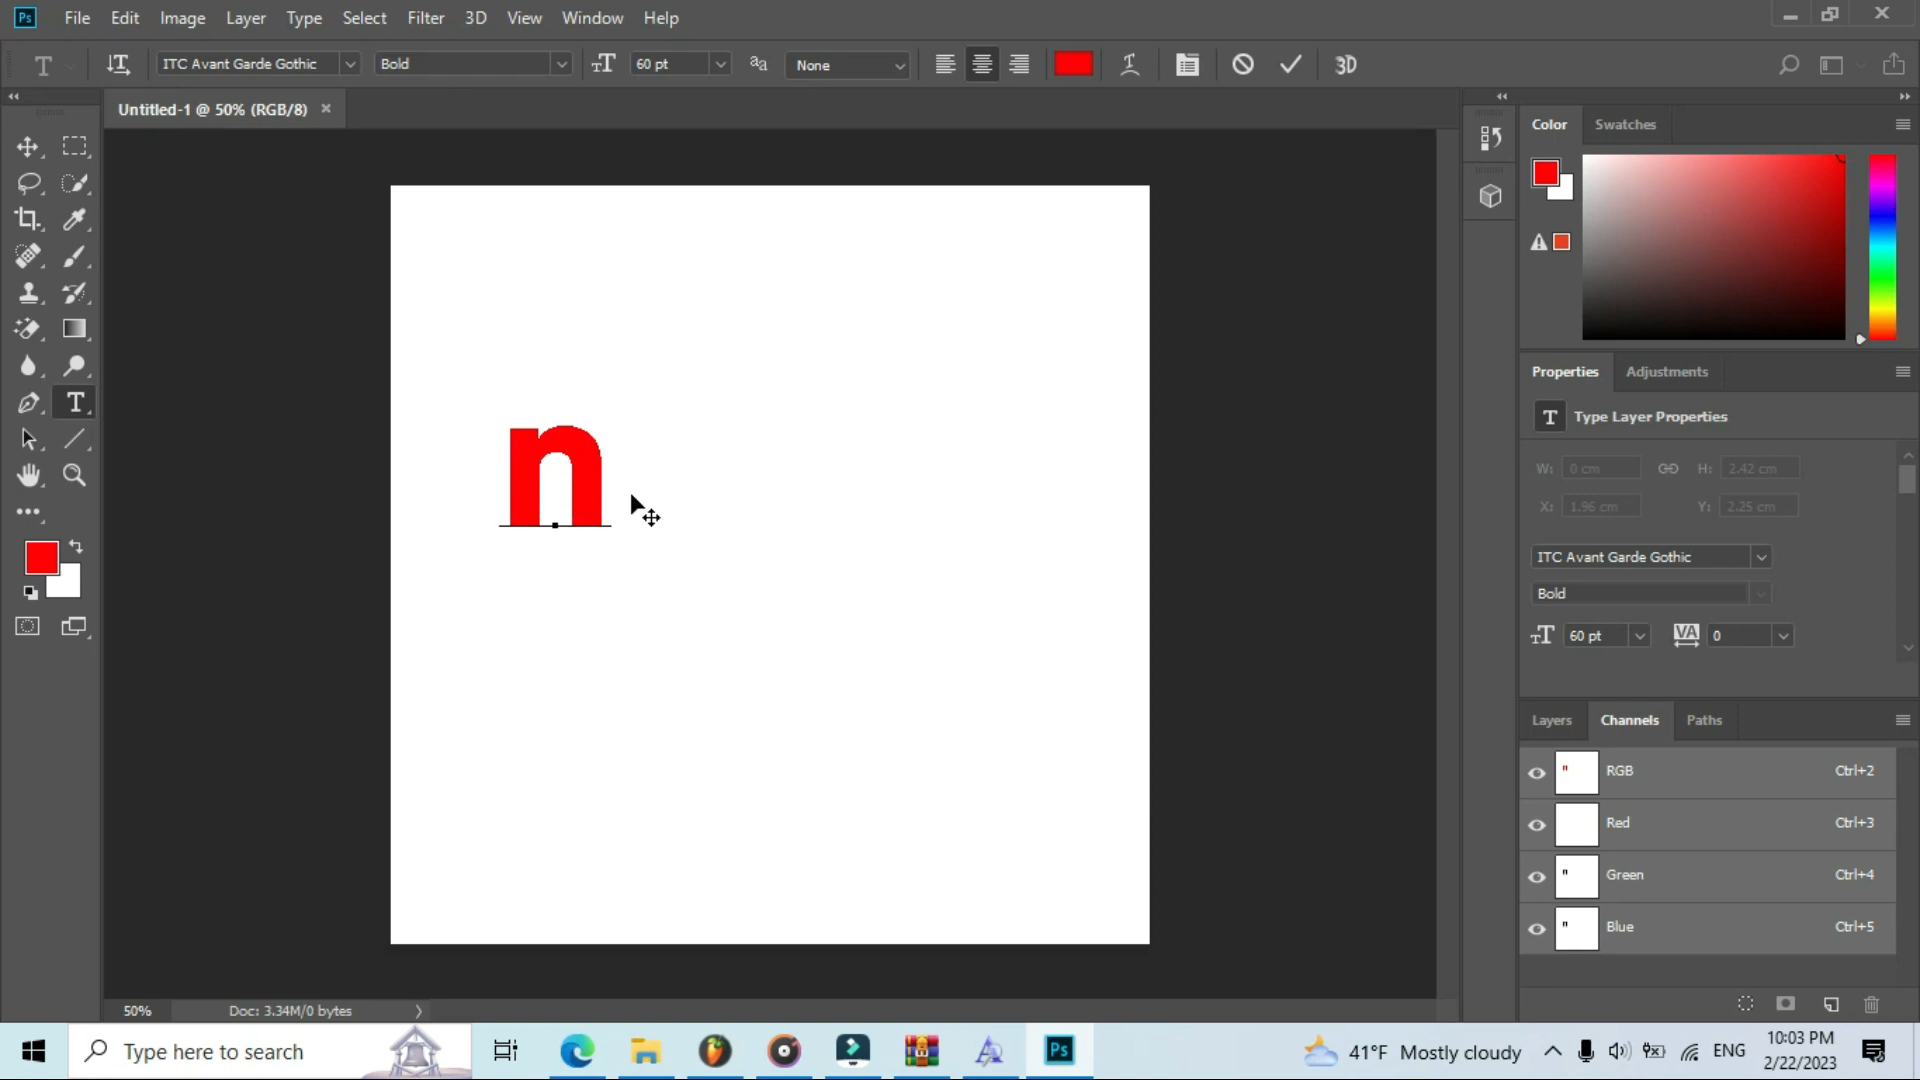 Ps File Edit Image Layer Type Select Filter 3D View Window Help
T ITC Avant Garde Gothic Bold 60 pt aa None 3D
Untitled-1 @ 50% (RGB/8)
Color Swatches
n
Properties Adjustments
T Type Layer Properties
W: 0 cm H: 2.42 cm
X: 1.96 cm Y: 2.25 cm
ITC Avant Garde Gothic
Bold
60 pt VA 0
Layers Channels Paths
RGB Ctrl+2
Red Ctrl+3
Green Ctrl+4
Blue Ctrl+5
50% Doc: 3.34M/0 bytes
Type here to search
Ps
41°F Mostly cloudy
ENG
10:03 PM
2/22/2023